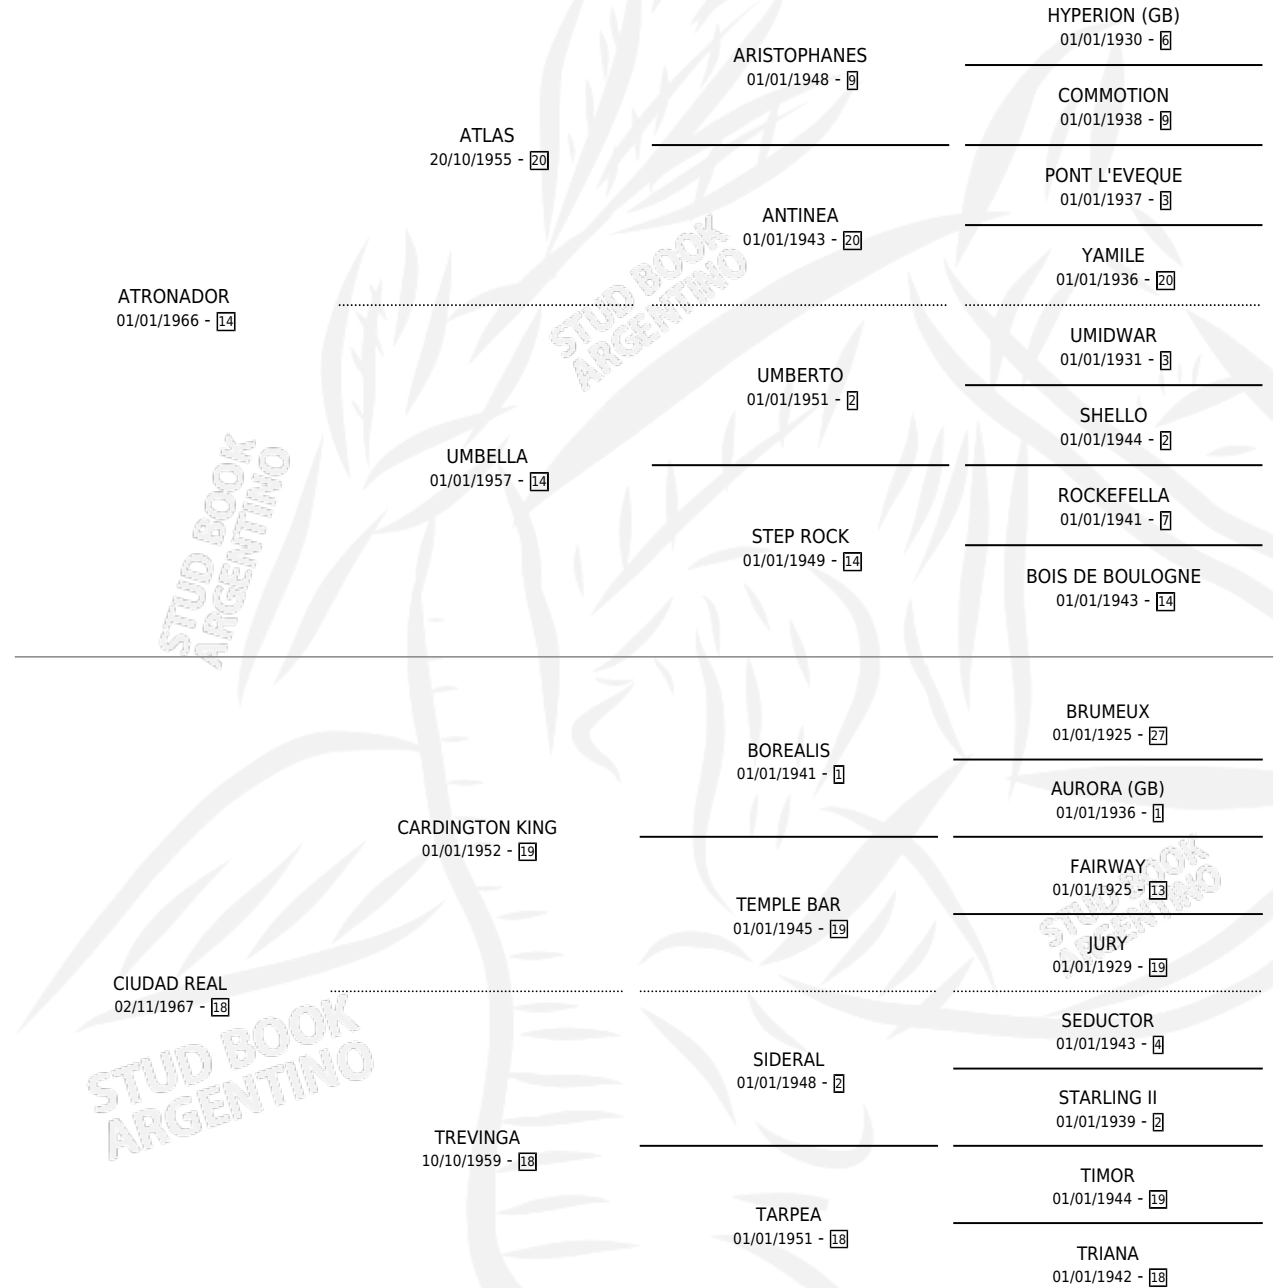 HYPERION (GB)
01/01/1930 - 6
ARISTOPHANES
01/01/1948 - 9
COMMOTION
01/01/1938 - 9
ATLAS
20/10/1955 - 20
PONT L'EVEQUE
01/01/1937 - 3
ANTINEA
01/01/1943 - 20
YAMILE
01/01/1936 - 20
ATRONADOR
01/01/1966 - 14
STUD BOOK
ARGENTINO
UMIDWAR
01/01/1931 - 3
UMBERTO
01/01/1951 - 2
SHELLO
01/01/1944 - 2
UMBELLA
01/01/1957 - 14
ROCKEFELLA
01/01/1941 - 7
STEP ROCK
01/01/1949 - 14
BOIS DE BOULOGNE
01/01/1943 - 14
STUD BOOK
ARGENTINO
BRUMEUX
01/01/1925 - 27
BOREALIS
01/01/1941 - 1
AURORA (GB)
01/01/1936 - 1
CARDINGTON KING
01/01/1952 - 19
FAIRWAY
01/01/1925 - 13
TEMPLE BAR
01/01/1945 - 19
JURY
01/01/1929 - 19
STUD BOOK
ARGENTINO
CIUDAD REAL
02/11/1967 - 18
SEDUCTOR
01/01/1943 - 4
SIDERAL
01/01/1948 - 2
STARLING II
01/01/1939 - 2
STUD BOOK
ARGENTINO
TREVINGA
10/10/1959 - 18
TIMOR
01/01/1944 - 19
TARPEA
01/01/1951 - 18
TRIANA
01/01/1942 - 18